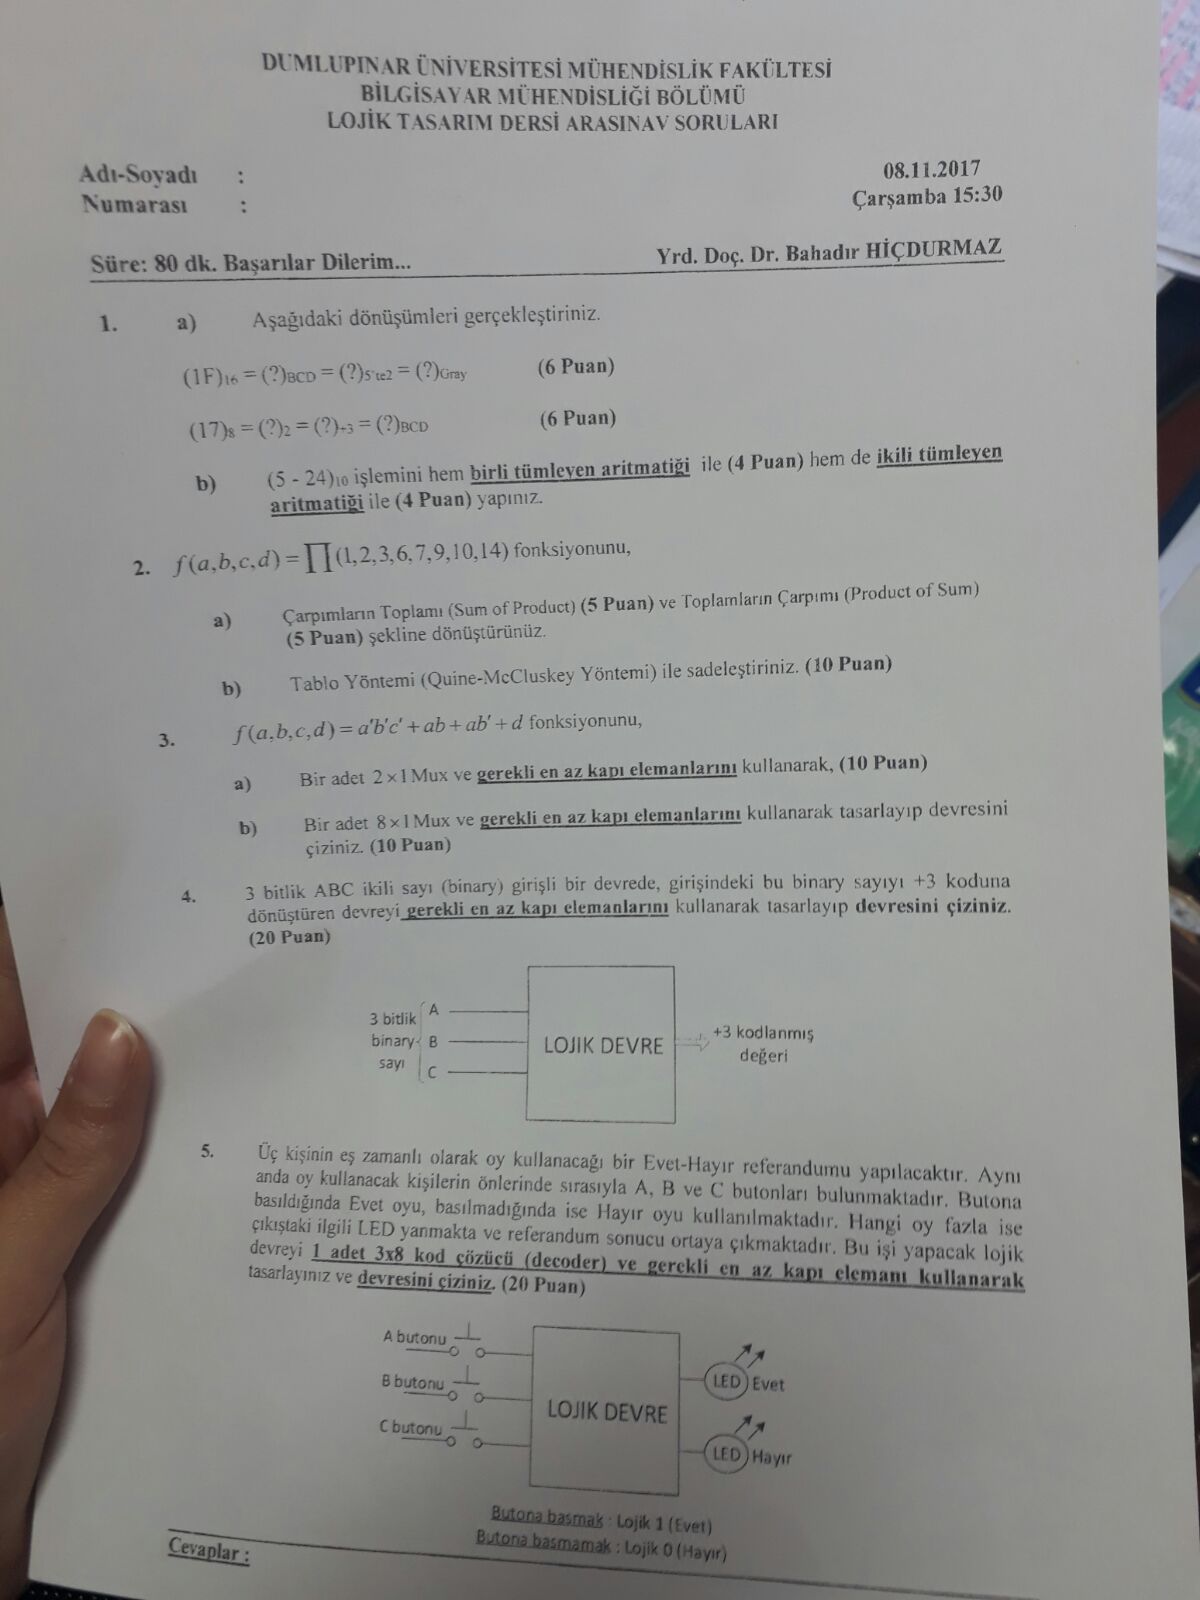 DUMLUPINAR ÜNİVERSİTESİ MÜHENDİSLİK FAKÜLTESİ
BİLGİSAYAR MÜHENDİSLİĞİ BÖLÜMÜ
LOJİK TASARIM DERSİ ARASINAV SORULARI
Adı-Soyadı :
08.11.2017
Numarası :
Çarşamba 15:30
Süre: 80 dk. Başarılar Dilerim...
Yrd. Doç. Dr. Bahadır HİÇDURMAZ
1. a) Aşağıdaki dönüşümleri gerçekleştiriniz.
(1F)16 = (?)BCD = (?)5'te2 = (?)Gray (6 Puan)
(17)8 = (?)2 = (?)+3 = (?)BCD (6 Puan)
b) (5 - 24)10 işlemini hem birli tümleyen aritmatiği ile (4 Puan) hem de ikili tümleyen
aritmatiği ile (4 Puan) yapınız.
2. f(a,b,c,d) = ∏(1,2,3,6,7,9,10,14) fonksiyonunu,
a) Çarpımların Toplamı (Sum of Product) (5 Puan) ve Toplamların Çarpımı (Product of Sum)
(5 Puan) şekline dönüştürünüz.
b) Tablo Yöntemi (Quine-McCluskey Yöntemi) ile sadeleştiriniz. (10 Puan)
3. f(a,b,c,d) = a'b'c' + ab + ab' + d fonksiyonunu,
a) Bir adet 2×1 Mux ve gerekli en az kapı elemanlarını kullanarak, (10 Puan)
b) Bir adet 8×1 Mux ve gerekli en az kapı elemanlarını kullanarak tasarlayıp devresini
çiziniz. (10 Puan)
4. 3 bitlik ABC ikili sayı (binary) girişli bir devrede, girişindeki bu binary sayıyı +3 koduna
dönüştüren devreyi gerekli en az kapı elemanlarını kullanarak tasarlayıp devresini çiziniz.
(20 Puan)
3 bitlik
binary
sayı
A
B
C
LOJIK DEVRE
+3 kodlanmış
değeri
5. Üç kişinin eş zamanlı olarak oy kullanacağı bir Evet-Hayır referandumu yapılacaktır. Aynı
anda oy kullanacak kişilerin önlerinde sırasıyla A, B ve C butonları bulunmaktadır. Butona
basıldığında Evet oyu, basılmadığında ise Hayır oyu kullanılmaktadır. Hangi oy fazla ise
çıkıştaki ilgili LED yanmakta ve referandum sonucu ortaya çıkmaktadır. Bu işi yapacak lojik
devreyi 1 adet 3x8 kod çözücü (decoder) ve gerekli en az kapı elemanı kullanarak
tasarlayınız ve devresini çiziniz. (20 Puan)
A butonu
B butonu
C butonu
LOJIK DEVRE
LED Evet
LED Hayır
Butona basmak : Lojik 1 (Evet)
Butona basmamak : Lojik 0 (Hayır)
Cevaplar :